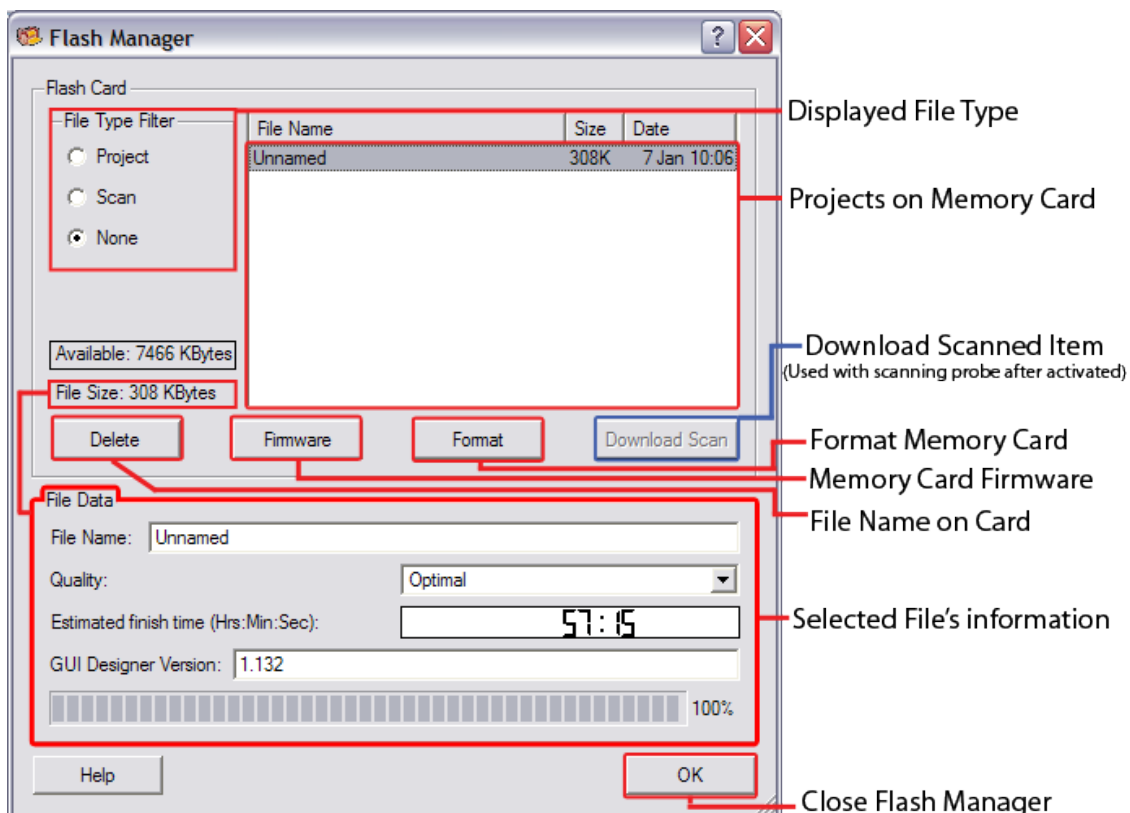 Flash Manager
?
Flash Card
File Type Filter
Project
Scan
None
File Name Size Date
Unnamed 308K 7 Jan 10:06
Available: 7466 KBytes
File Size: 308 KBytes
Delete Firmware Format Download Scan
File Data
File Name: Unnamed
Quality: Optimal
Estimated finish time (Hrs:Min:Sec): 57:15
GUI Designer Version: 1.132
100%
Help OK
Displayed File Type
Projects on Memory Card
Download Scanned Item
(Used with scanning probe after activated)
Format Memory Card
Memory Card Firmware
File Name on Card
Selected File's information
Close Flash Manager